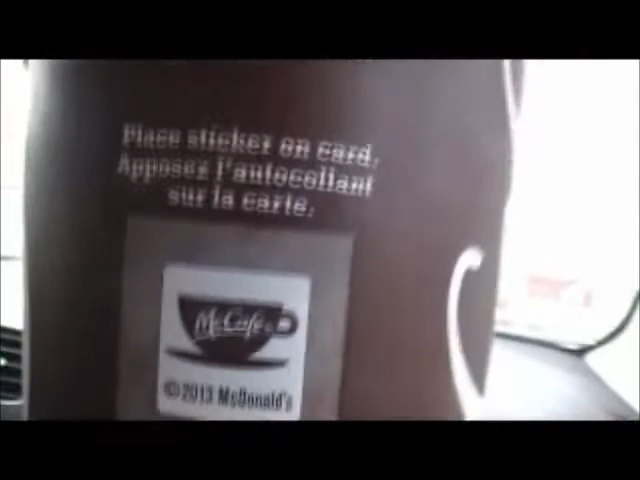 Place sticker on card.
Apposez l'autocollant
sur la carte.
McCafé
© 2013 McDonald's